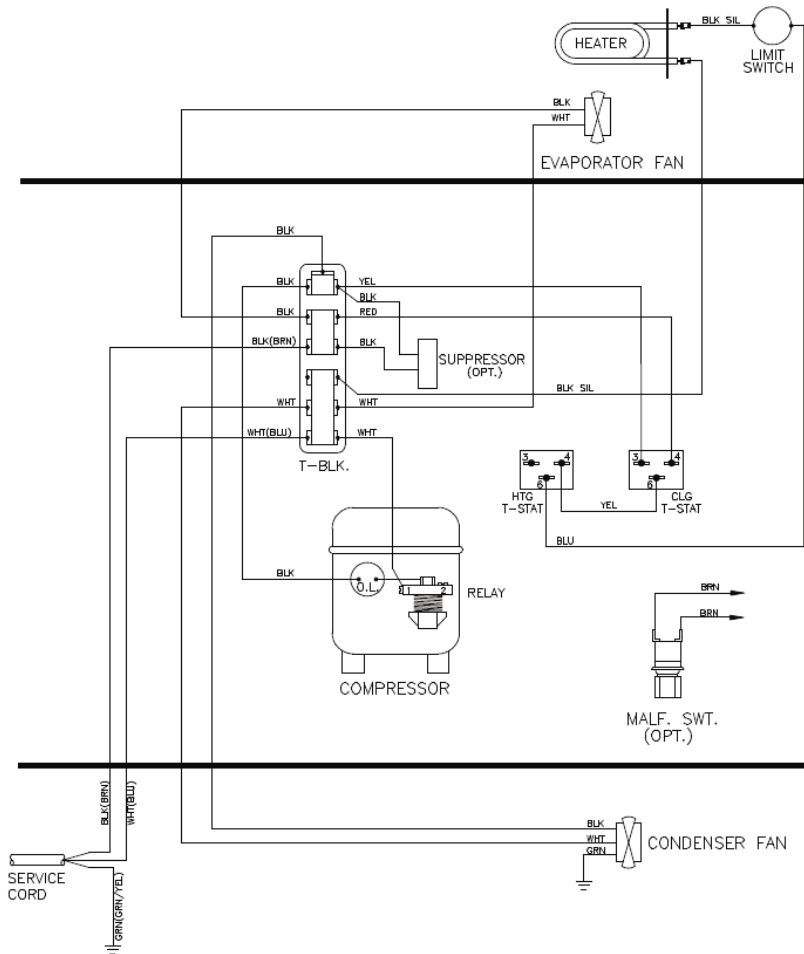 BLK SIL
HEATER
LIMIT
SWITCH
BLK
WHT
EVAPORATOR FAN
BLK
BLK
YEL
BLK
BLK
RED
BLK(BRN)
BLK
SUPPRESSOR
(OPT.)
BLK SIL
WHT
WHT
WHT(BLU)
WHT
T-BLK.
3
4
6
HTG
T-STAT
3
4
6
CLG
T-STAT
YEL
BLU
BLK
O.L.
1
2
RELAY
COMPRESSOR
BRN
BRN
MALF. SWT.
(OPT.)
BLK(BRN)
WHT(BLU)
BLK
WHT
GRN
CONDENSER FAN
SERVICE
CORD
GRN(GRN/YEL)